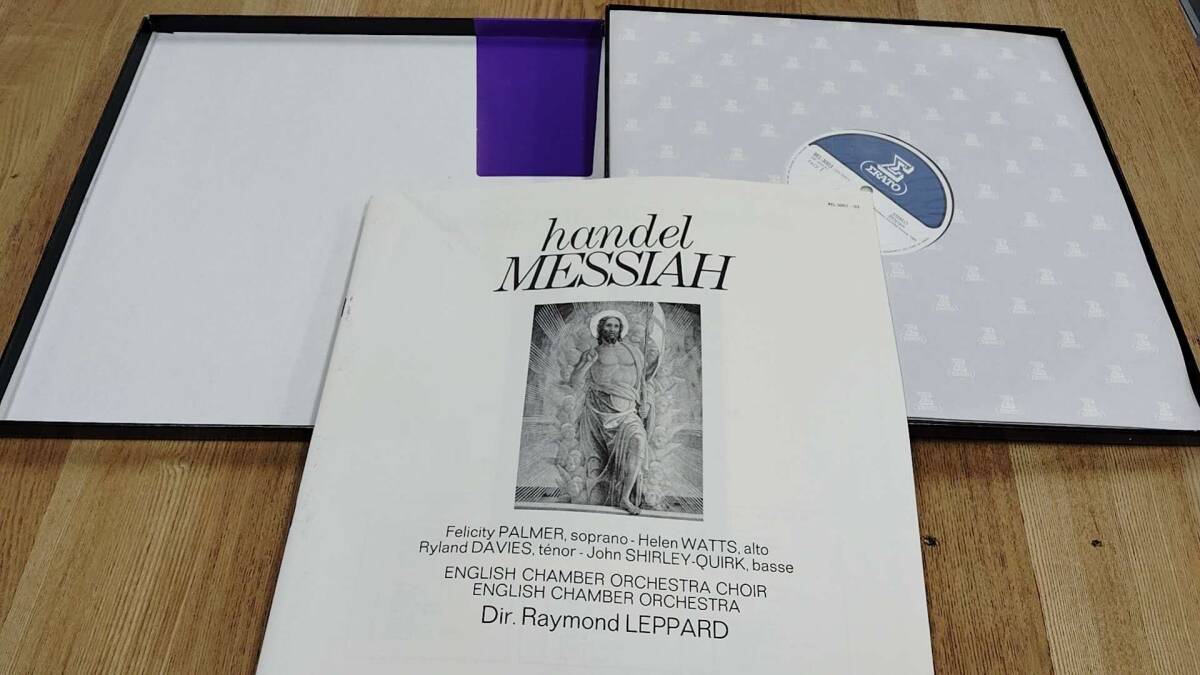 handel
MESSIAH
Felicity PALMER, soprano - Helen WATTS, alto
Ryland DAVIES, ténor - John SHIRLEY-QUIRK, basse
ENGLISH CHAMBER ORCHESTRA CHOIR
ENGLISH CHAMBER ORCHESTRA
Dir. Raymond LEPPARD
ERATO